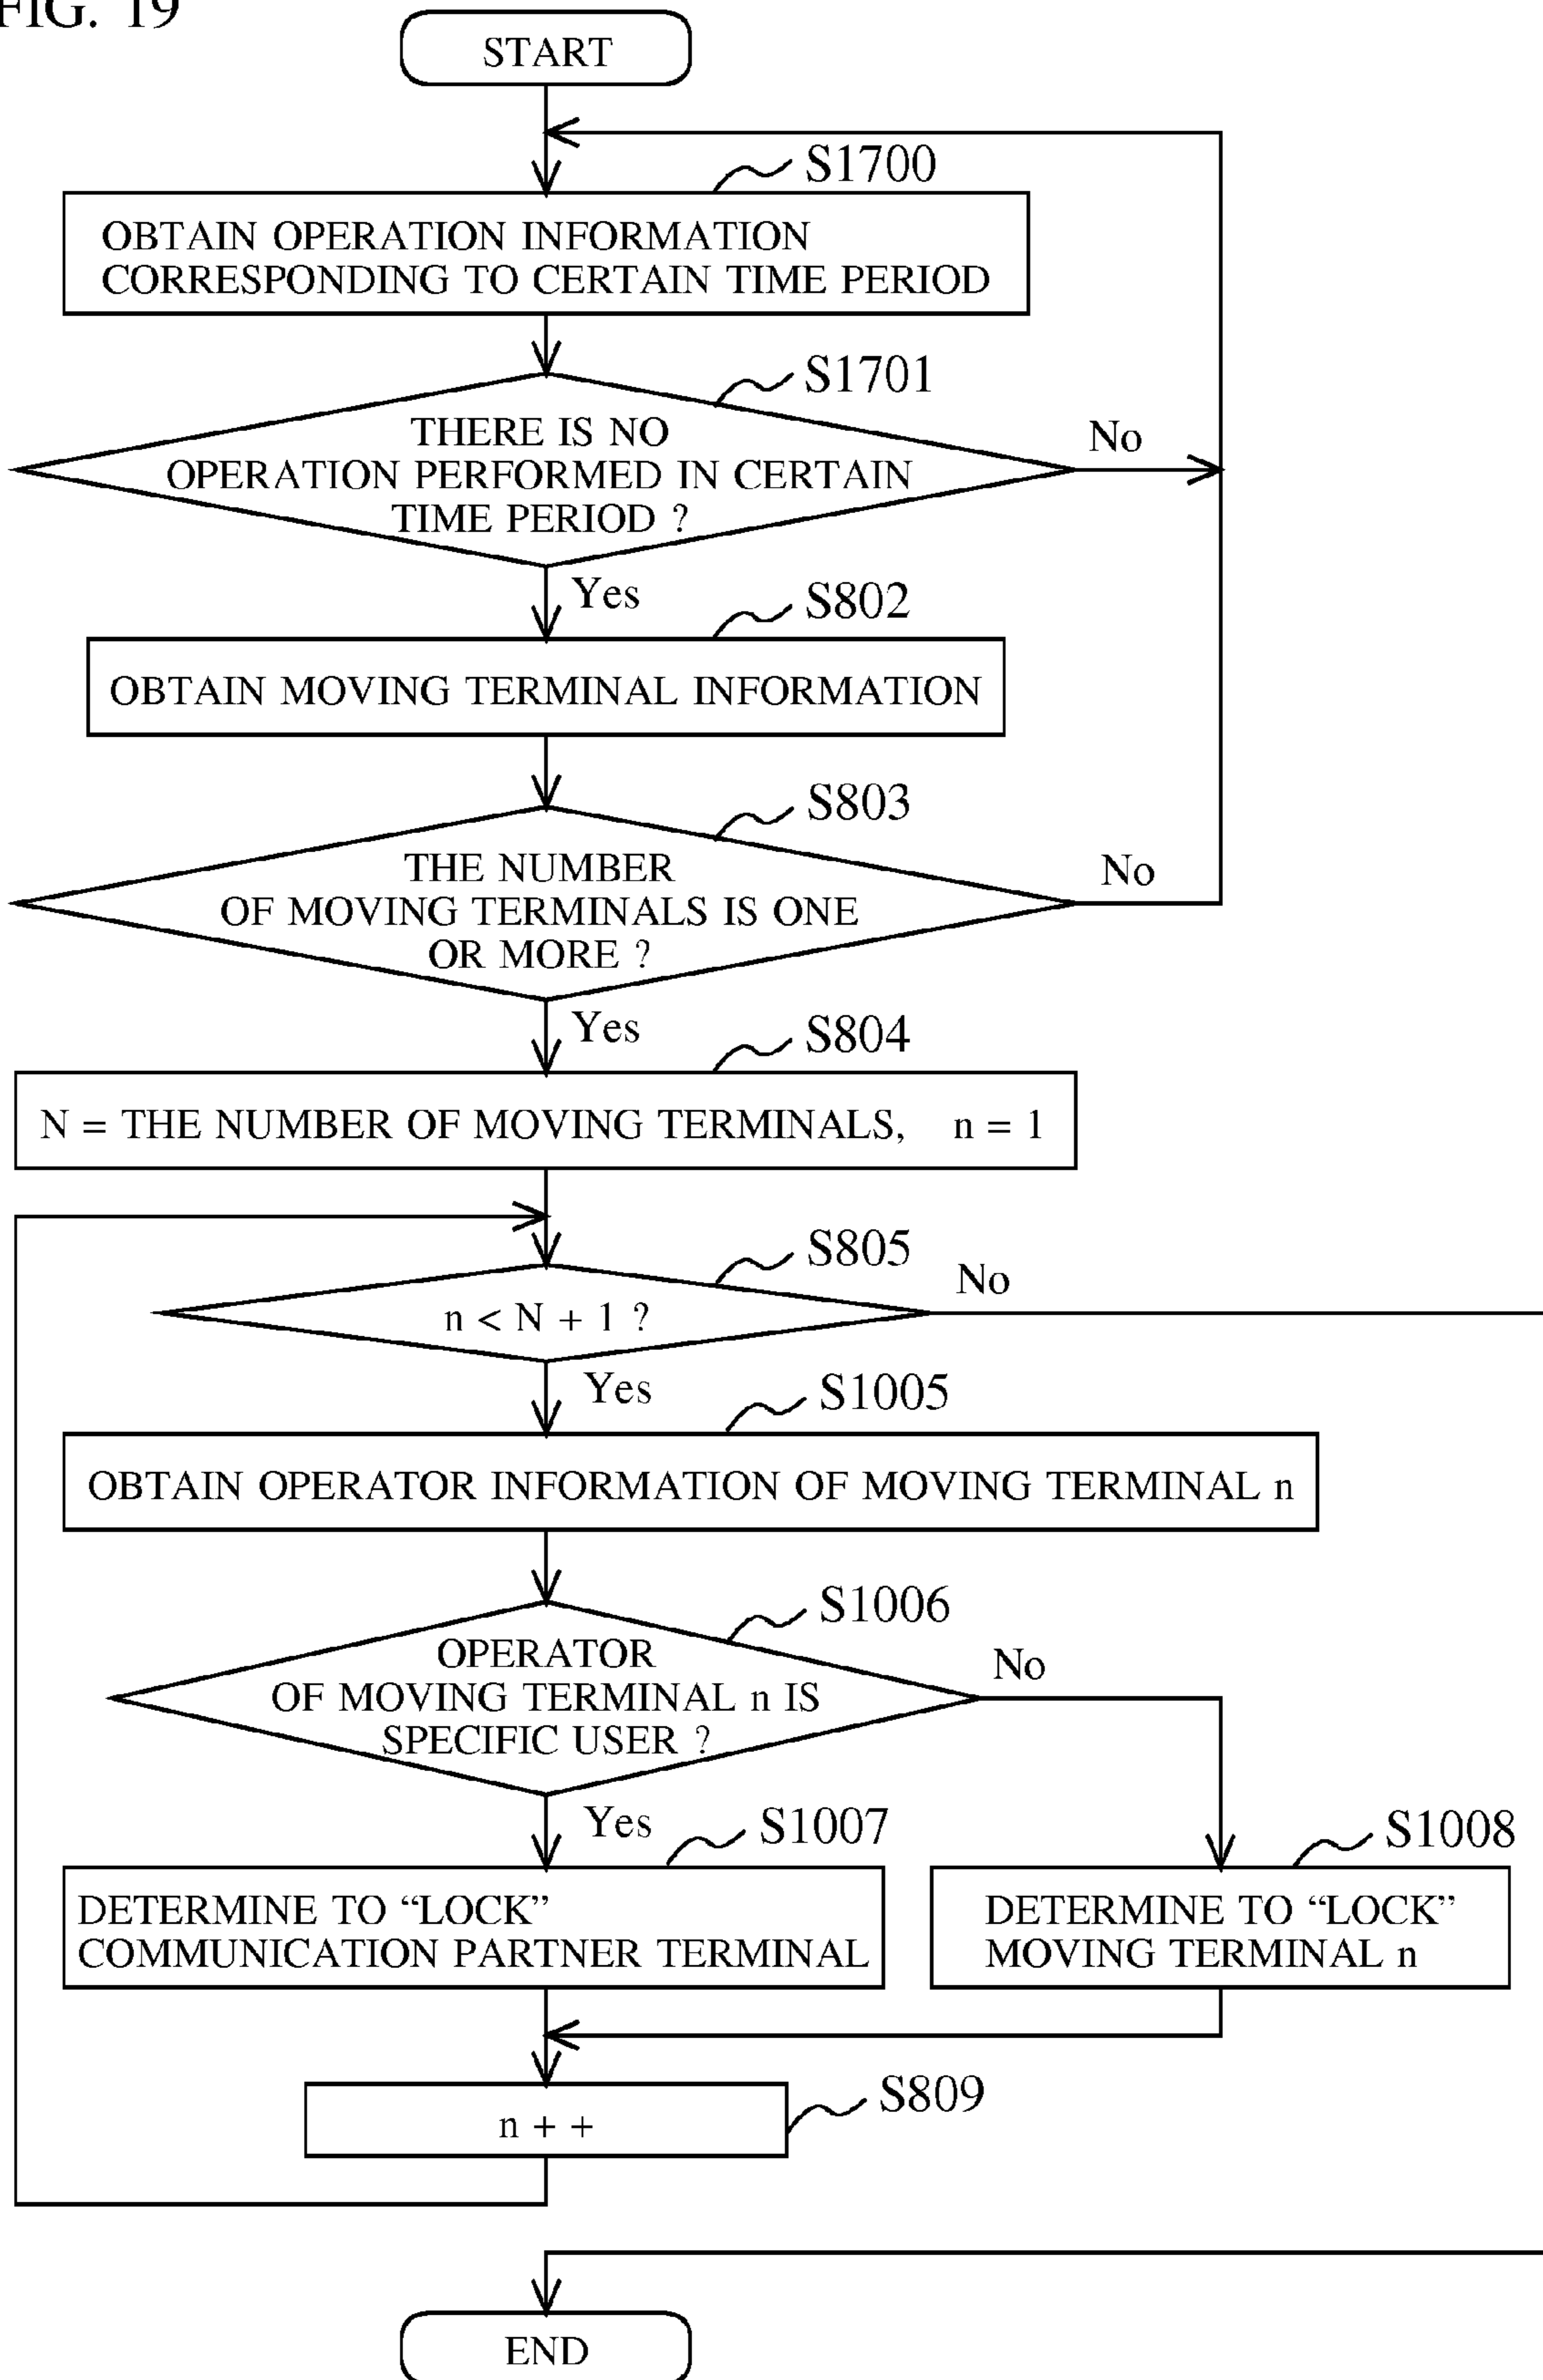 FIG. 19
START
S1700
OBTAIN OPERATION INFORMATION
CORRESPONDING TO CERTAIN TIME PERIOD
S1701
THERE IS NO
OPERATION PERFORMED IN CERTAIN
TIME PERIOD ?
No
Yes
S802
OBTAIN MOVING TERMINAL INFORMATION
S803
THE NUMBER
OF MOVING TERMINALS IS ONE
OR MORE ?
No
Yes
S804
N = THE NUMBER OF MOVING TERMINALS, n = 1
S805
n < N + 1 ?
No
Yes
S1005
OBTAIN OPERATOR INFORMATION OF MOVING TERMINAL n
S1006
OPERATOR
OF MOVING TERMINAL n IS
SPECIFIC USER ?
No
Yes
S1007
DETERMINE TO “LOCK”
COMMUNICATION PARTNER TERMINAL
S1008
DETERMINE TO “LOCK”
MOVING TERMINAL n
S809
n + +
END